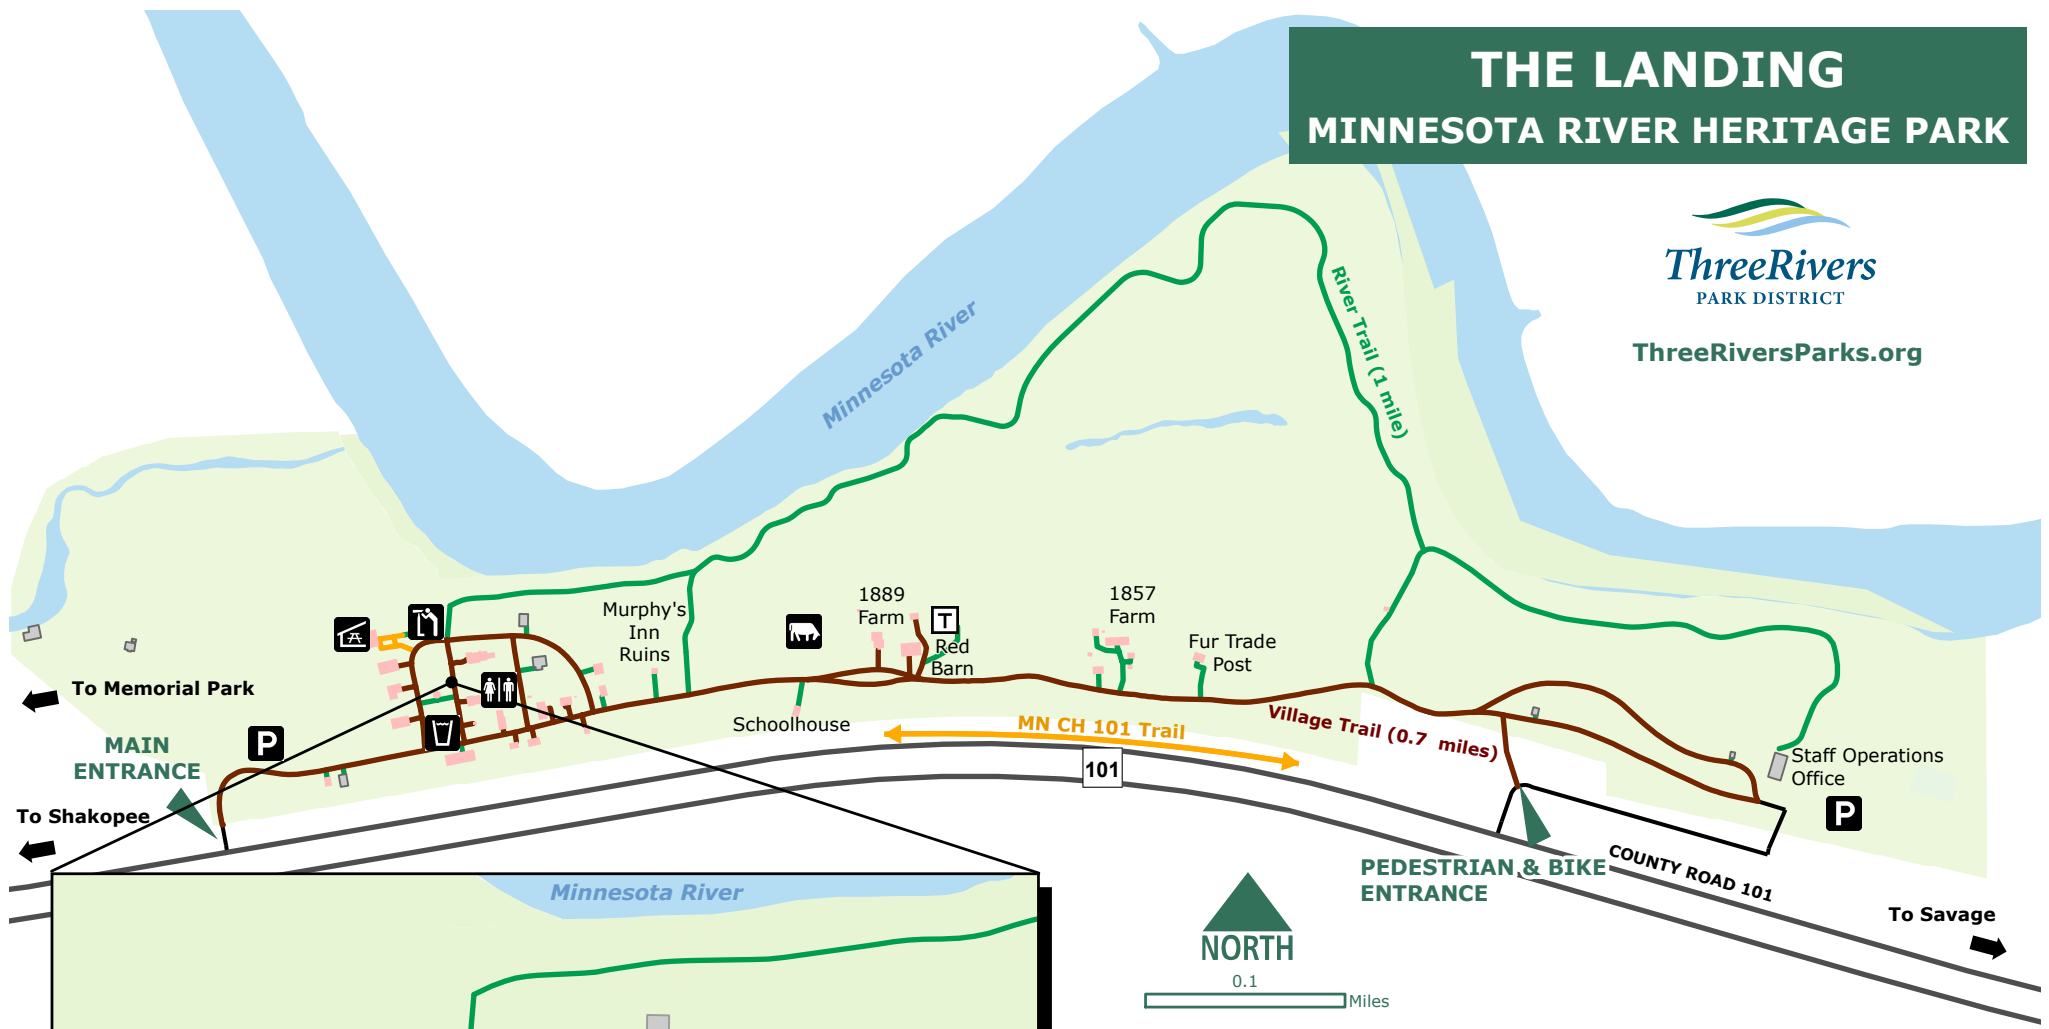 THE LANDING
MINNESOTA RIVER HERITAGE PARK
ThreeRivers
PARK DISTRICT
ThreeRiversParks.org
Minnesota River
River Trail (1 mile)
Murphy's
Inn
Ruins
1889
Farm
T
Red
Barn
1857
Farm
Fur Trade
Post
To Memorial Park
Schoolhouse
MN CH 101 Trail
Village Trail (0.7 miles)
MAIN
ENTRANCE
P
101
Staff Operations
Office
P
To Shakopee
PEDESTRIAN & BIKE
ENTRANCE
COUNTY ROAD 101
To Savage
Minnesota River
NORTH
0.1
Miles